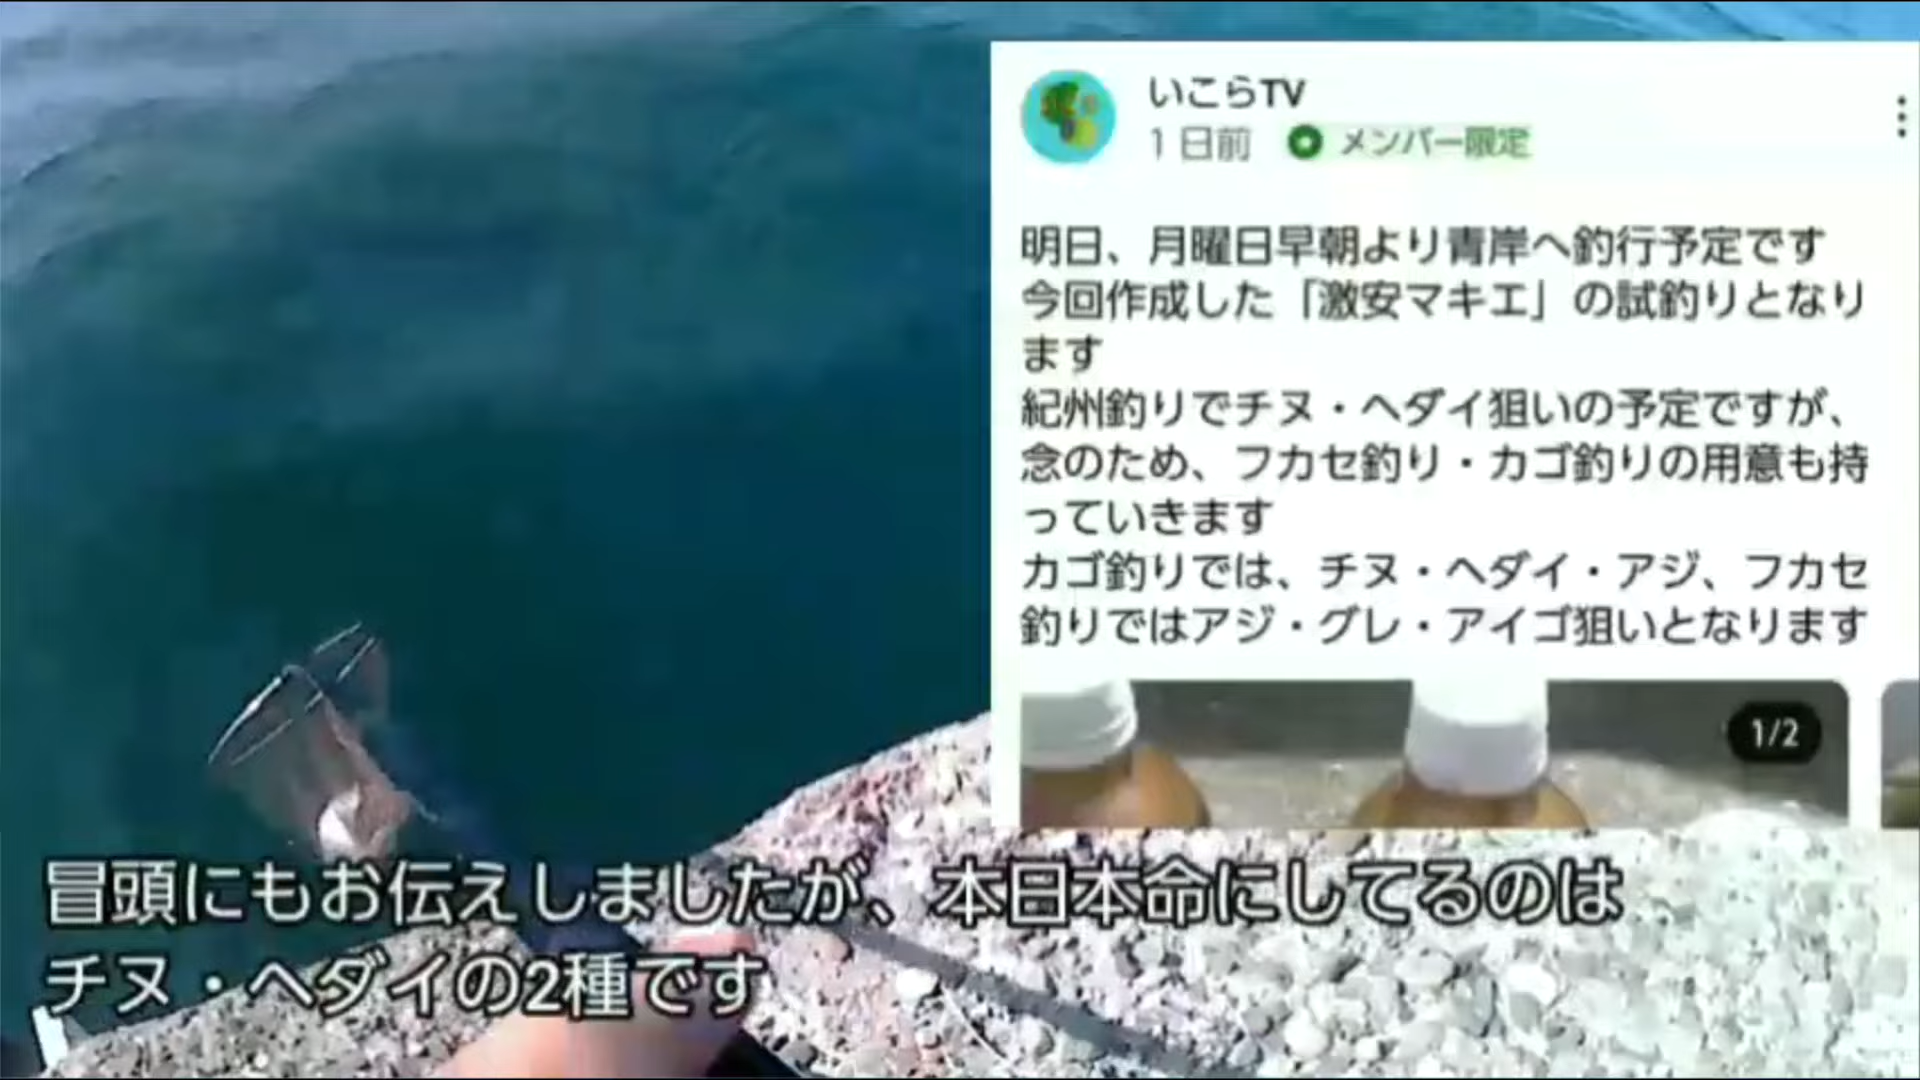 いこらTV
1日前 メンバー限定
明日、月曜日早朝より青岸へ釣行予定です
今回作成した「激安マキエ」の試釣りとなり
ます
紀州釣りでチヌ・ヘダイ狙いの予定ですが、
念のため、フカセ釣り・カゴ釣りの用意も持
っていきます
カゴ釣りでは、チヌ・ヘダイ・アジ、フカセ
釣りではアジ・グレ・アイゴ狙いとなります
1/2
冒頭にもお伝えしましたが、本日本命にしてるのは
チヌ・ヘダイの2種です